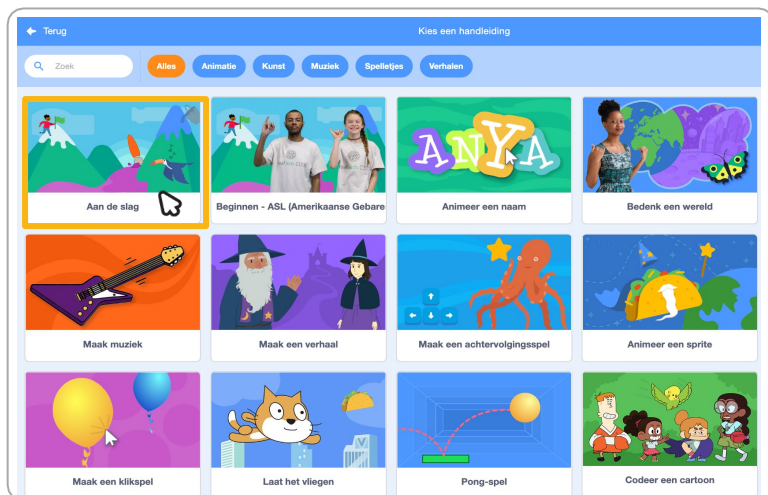 Terug
Kies een handleiding
Zoek
Alles
Animatie
Kunst
Muziek
Spelletjes
Verhalen
Aan de slag
Beginnen - ASL (Amerikaanse Gebare
Animeer een naam
ANYA
Bedenk een wereld
Maak muziek
Maak een verhaal
Maak een achtervolgingsspel
Animeer een sprite
Maak een klikspel
Laat het vliegen
Pong-spel
Codeer een cartoon